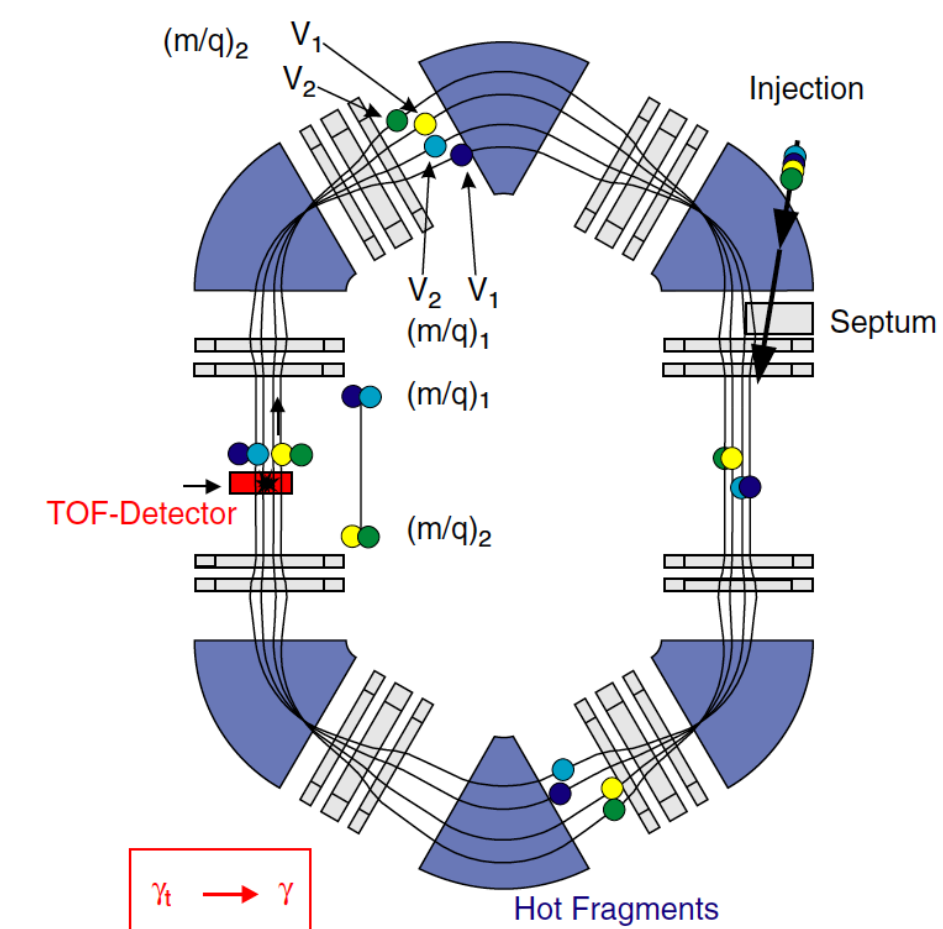 (m/q)₂
V₁
V₂
Injection
V₂ V₁
(m/q)₁
Septum
(m/q)₁
TOF-Detector
(m/q)₂
γₜ → γ
Hot Fragments